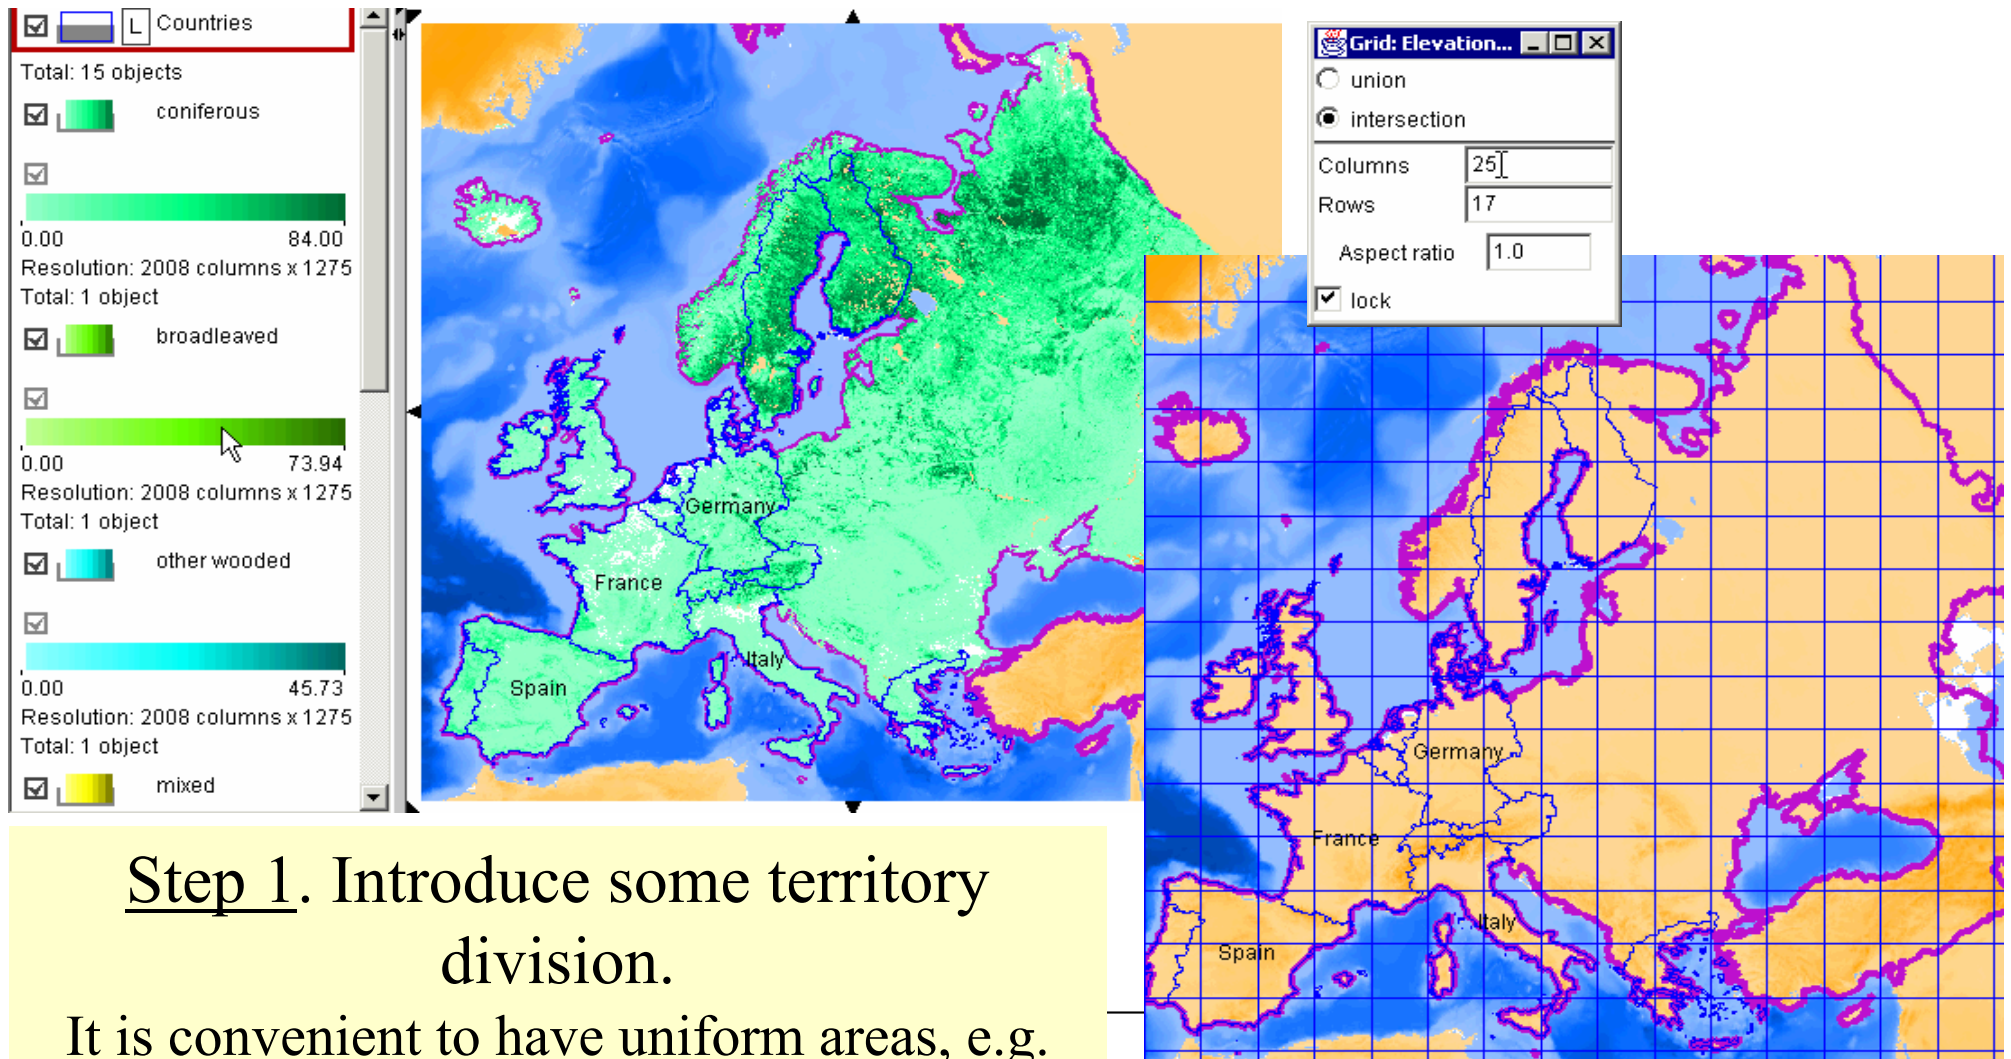 L Countries
Total: 15 objects
coniferous
0.00 84.00
Resolution: 2008 columns x 1275
Total: 1 object
broadleaved
0.00 73.94
Resolution: 2008 columns x 1275
Total: 1 object
other wooded
0.00 45.73
Resolution: 2008 columns x 1275
Total: 1 object
mixed
Germany
France
Italy
Spain
Grid: Elevation...
union
intersection
Columns 25
Rows 17
Aspect ratio 1.0
lock
Germany
France
Italy
Spain
Step 1. Introduce some territory
division.
It is convenient to have uniform areas, e.g.